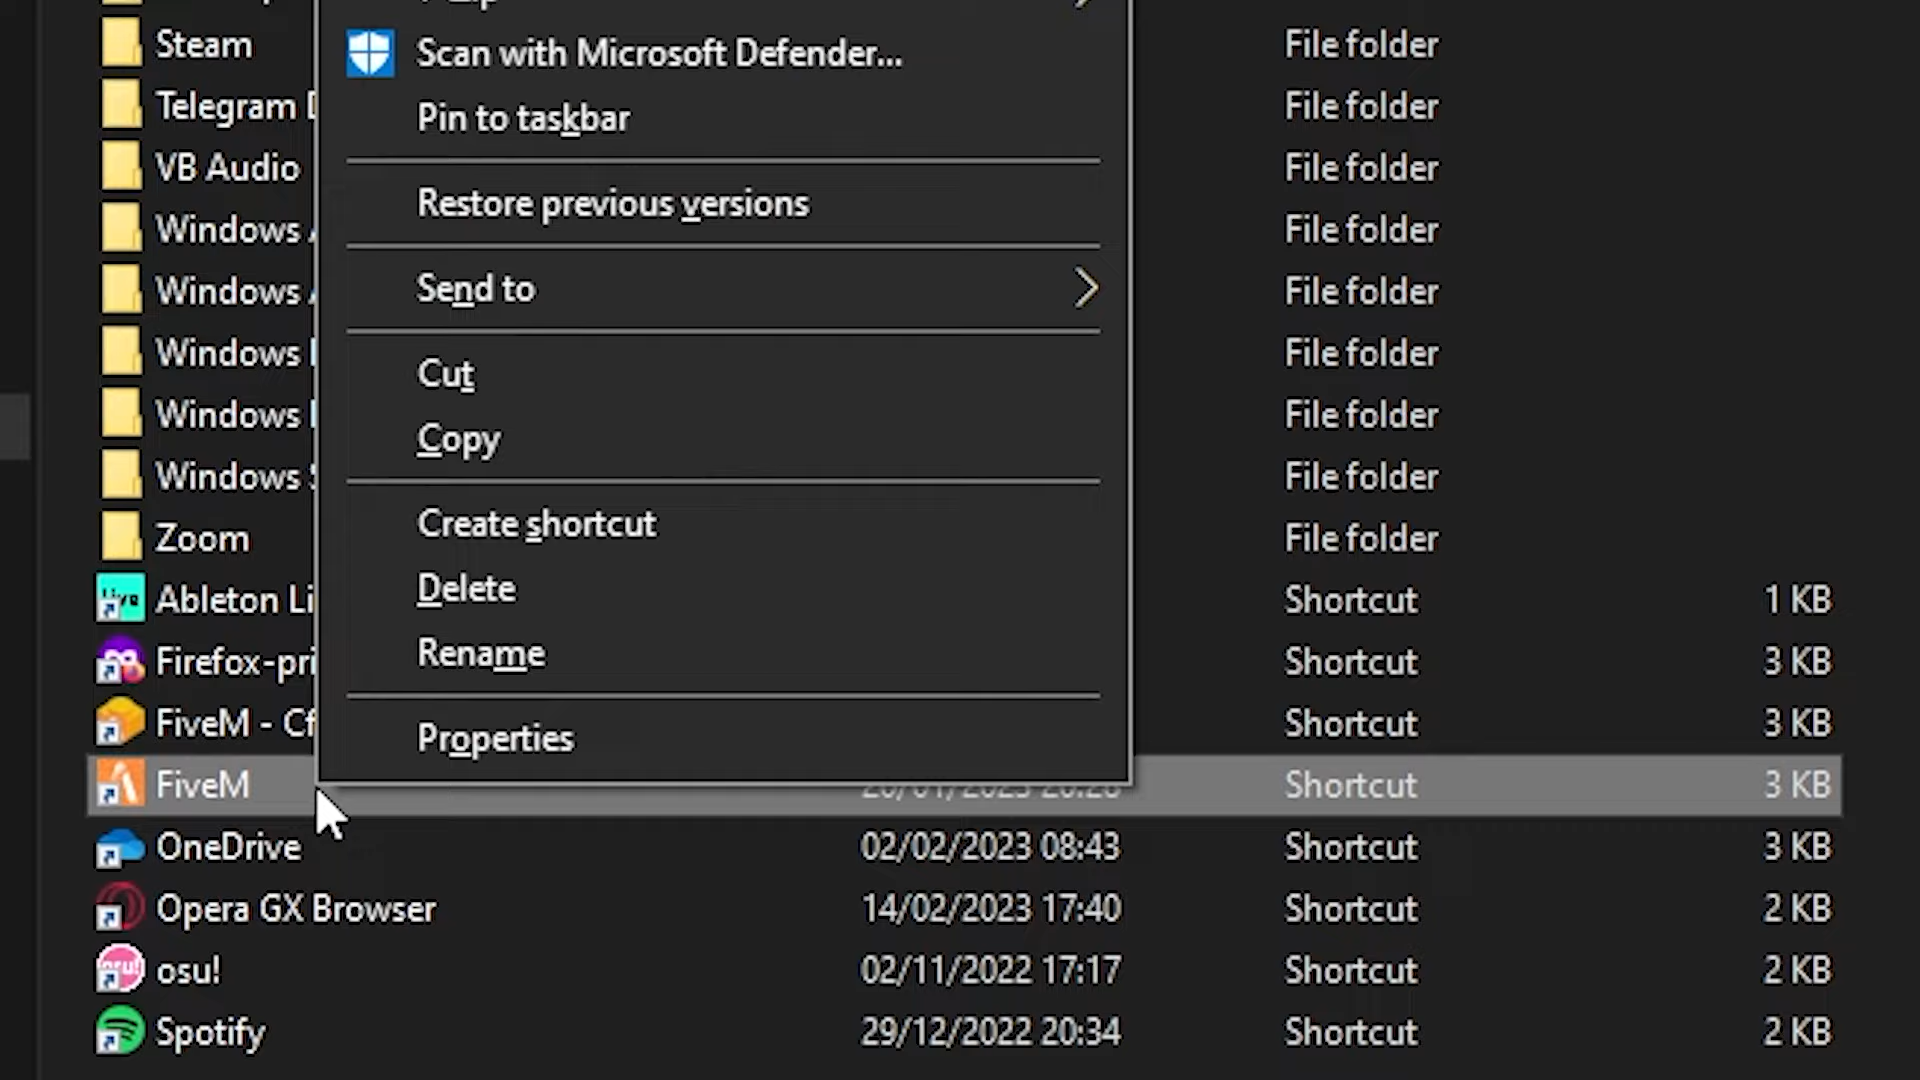 Steam
File folder
Scan with Microsoft Defender...
Telegram
File folder
Pin to taskbar
VB Audio
File folder
Restore previous versions
Windows
File folder
Send to
Windows
File folder
Windows
File folder
Cut
Windows
File folder
Copy
Windows
File folder
Create shortcut
Zoom
File folder
Delete
Ableton Li
Shortcut
1 KB
Rename
Firefox-pri
Shortcut
3 KB
FiveM - Cf
Shortcut
3 KB
Properties
FiveM
Shortcut
3 KB
OneDrive
02/02/2023 08:43
Shortcut
3 KB
Opera GX Browser
14/02/2023 17:40
Shortcut
2 KB
osu!
02/11/2022 17:17
Shortcut
2 KB
Spotify
29/12/2022 20:34
Shortcut
2 KB